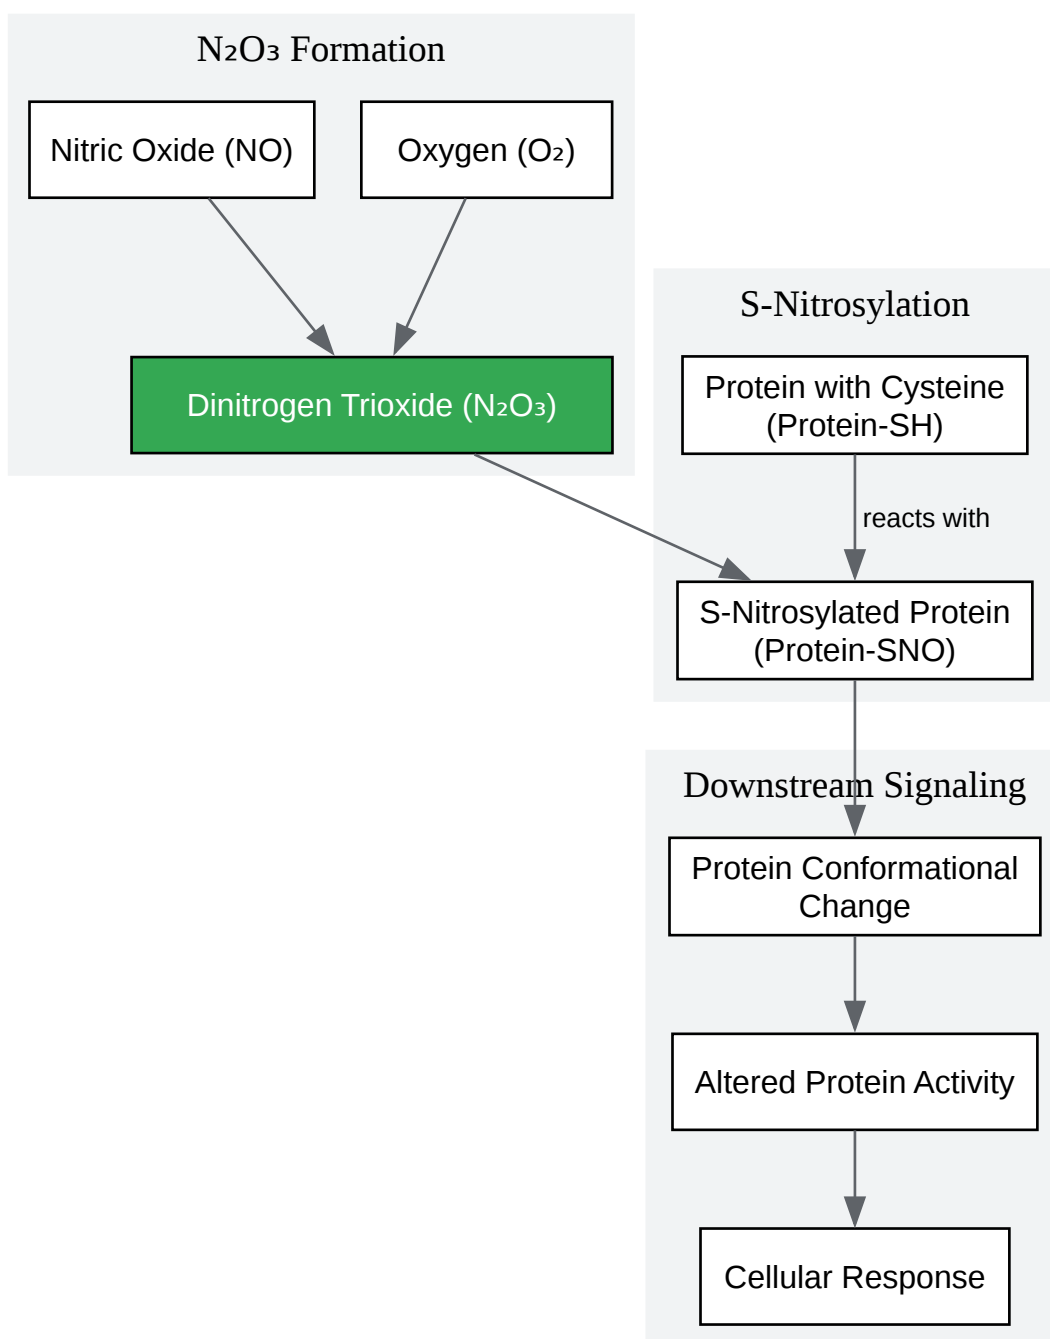 N₂O₃ Formation
Nitric Oxide (NO)
Oxygen (O₂)
Dinitrogen Trioxide (N₂O₃)
S-Nitrosylation
Protein with Cysteine
(Protein-SH)
reacts with
S-Nitrosylated Protein
(Protein-SNO)
Downstream Signaling
Protein Conformational
Change
Altered Protein Activity
Cellular Response